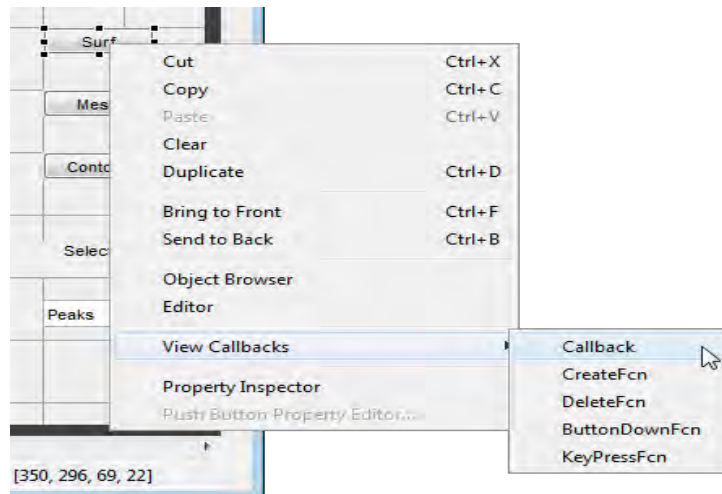 Surf
Cut Ctrl+X
Copy Ctrl+C
Mes
Paste Ctrl+V
Clear
Conto
Duplicate Ctrl+D
Bring to Front Ctrl+F
Send to Back Ctrl+B
Selec
Object Browser
Editor
Peaks
View Callbacks
Callback
CreateFcn
Property Inspector
DeleteFcn
Push Button Property Editor...
ButtonDownFcn
KeyPressFcn
[350, 296, 69, 22]